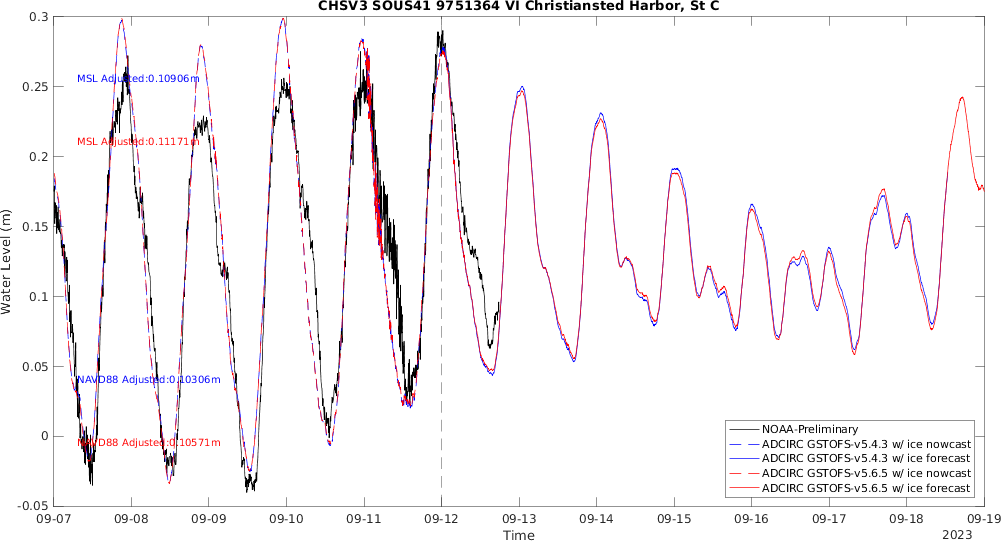 CHSV3 SOUS41 9751364 VI Christiansted Harbor, St C
Water Level (m)
0.3
0.25
0.2
0.15
0.1
0.05
0
-0.05
MSL Adjusted:0.10906m
MSL Adjusted:0.11171m
NAVD88 Adjusted:0.10306m
NAVD88 Adjusted:0.10571m
NOAA-Preliminary
ADCIRC GSTOFS-v5.4.3 w/ ice nowcast
ADCIRC GSTOFS-v5.4.3 w/ ice forecast
ADCIRC GSTOFS-v5.6.5 w/ ice nowcast
ADCIRC GSTOFS-v5.6.5 w/ ice forecast
09-07 09-08 09-09 09-10 09-11 09-12 09-13 09-14 09-15 09-16 09-17 09-18 09-19
Time
2023